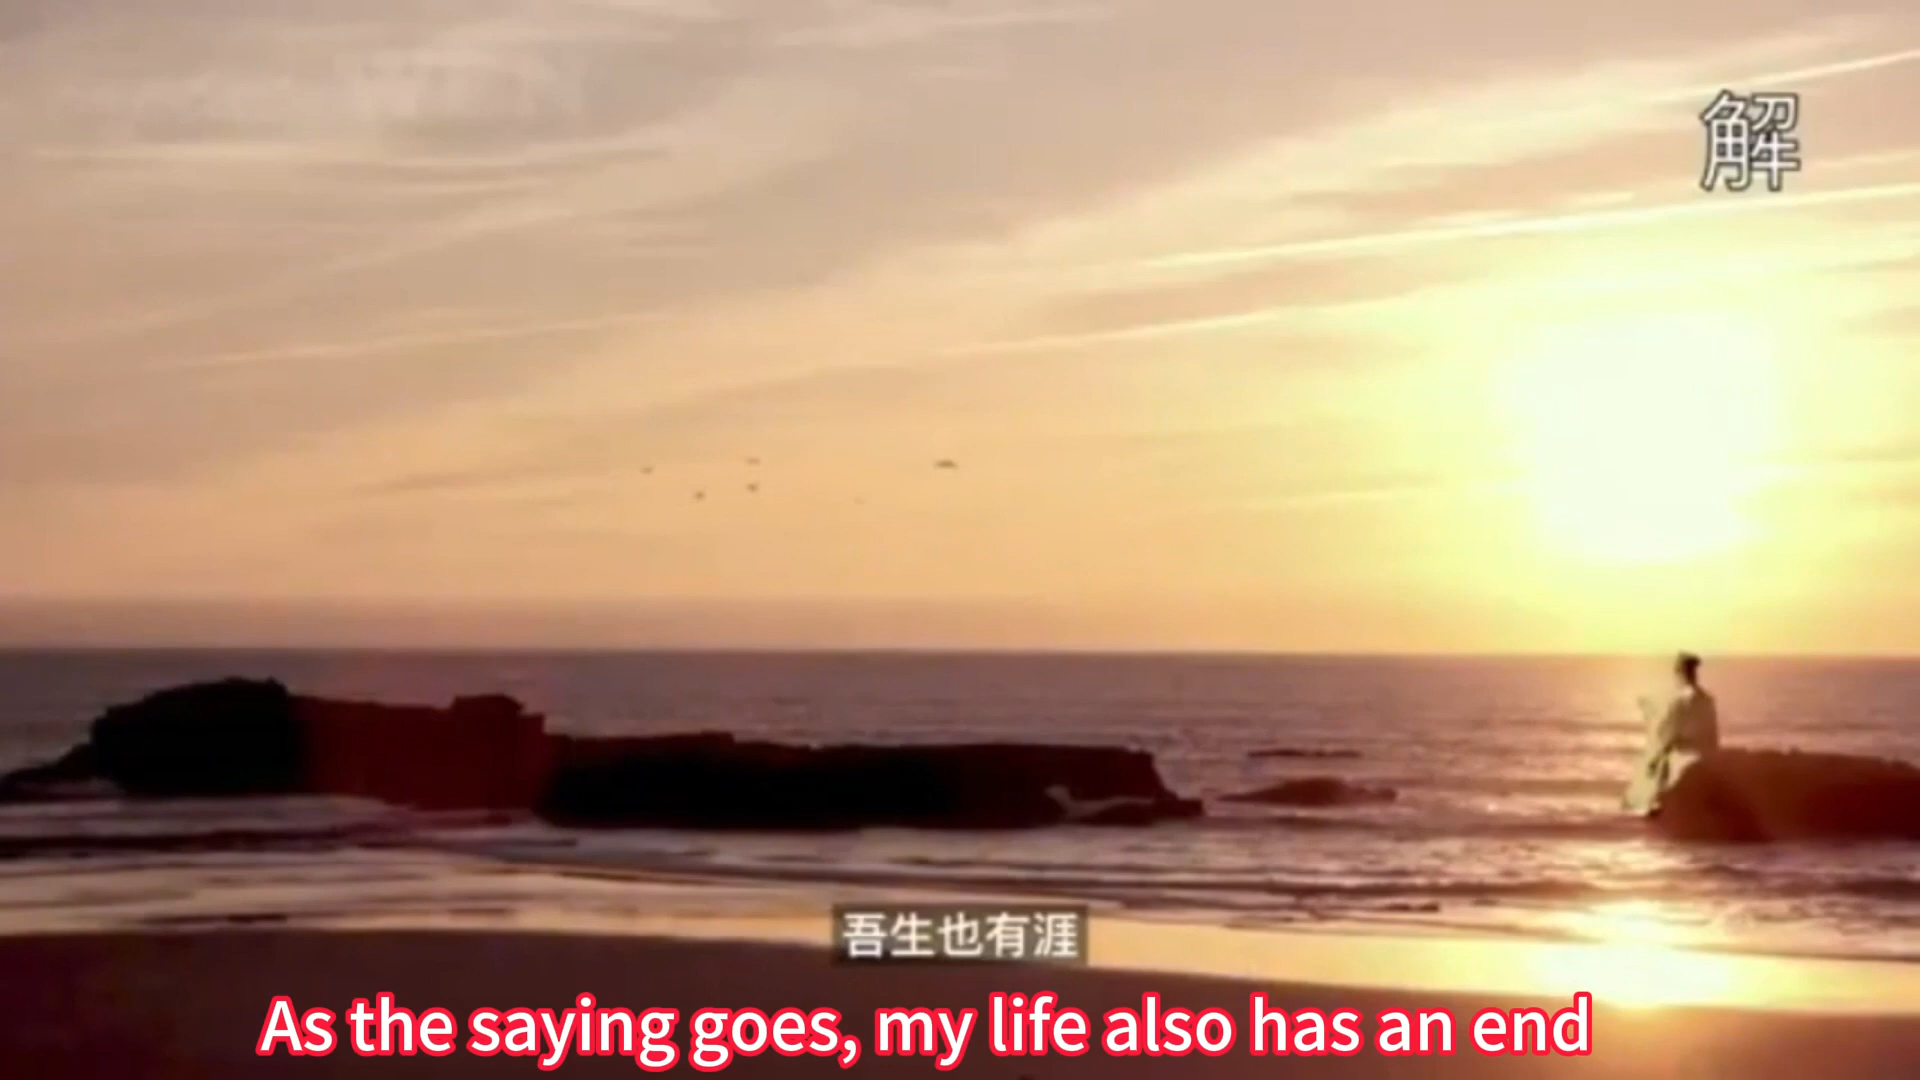 解
吾生也有涯
As the saying goes, my life also has an end